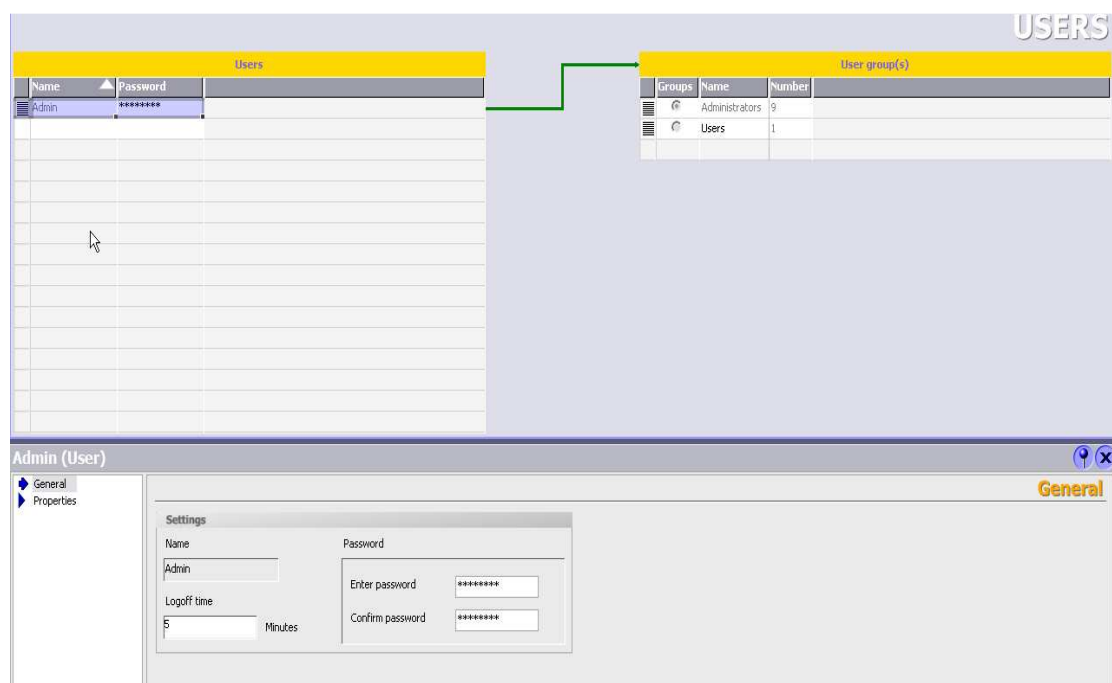 USERS
Users
Name Password
Admin ********
User group(s)
Groups Name Number
Administrators 9
Users 1
Admin (User)
General
Properties
General
Settings
Name
Admin
Logoff time
5 Minutes
Password
Enter password ********
Confirm password ********